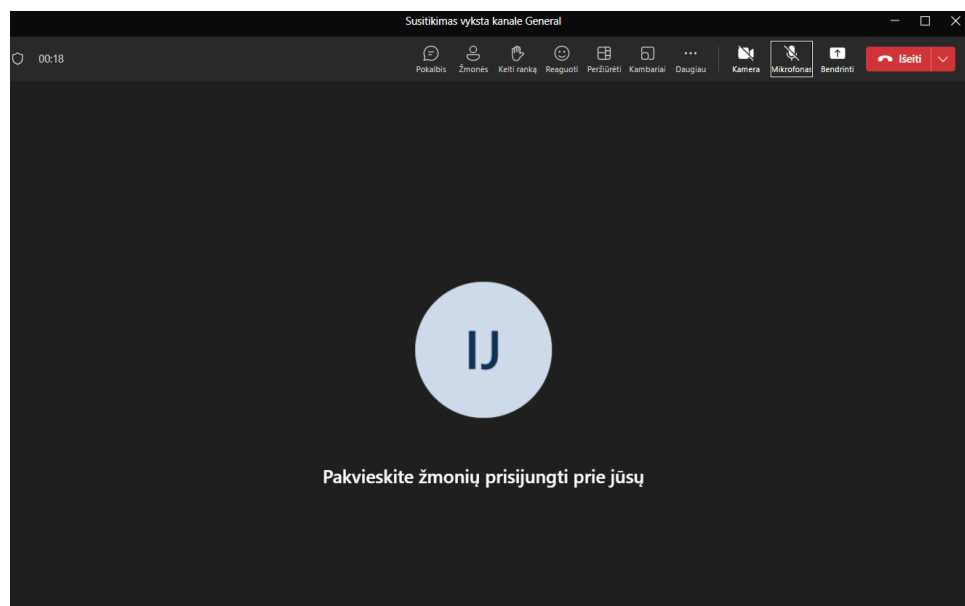 Susitikimas vyksta kanale General
00:18
Pokalbis Žmonės Kelti ranką Reaguoti Peržiūrėti Kambariai Daugiau Kamera Mikrofonas Bendrinti Išeiti
IJ
Pakvieskite žmonių prisijungti prie jūsų